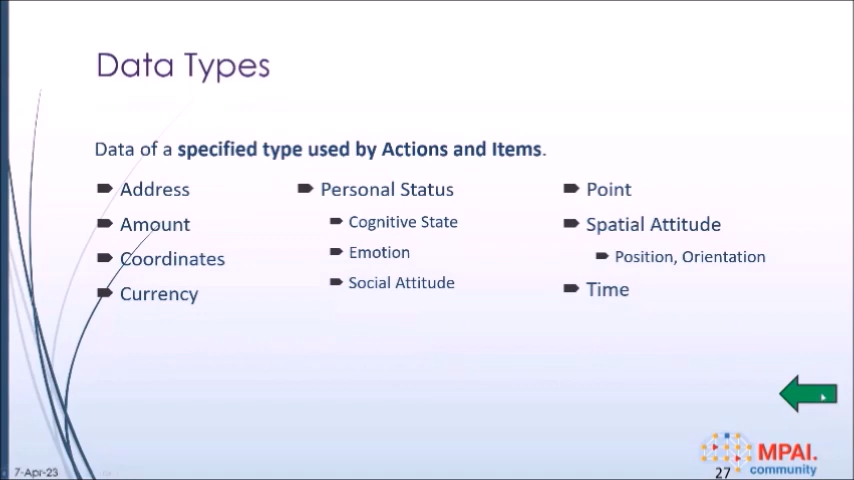 Data Types
Data of a specified type used by Actions and Items.
Address
Amount
Coordinates
Currency
Personal Status
Cognitive State
Emotion
Social Attitude
Point
Spatial Attitude
Position, Orientation
Time
7-Apr-23
27
MPAI.
community